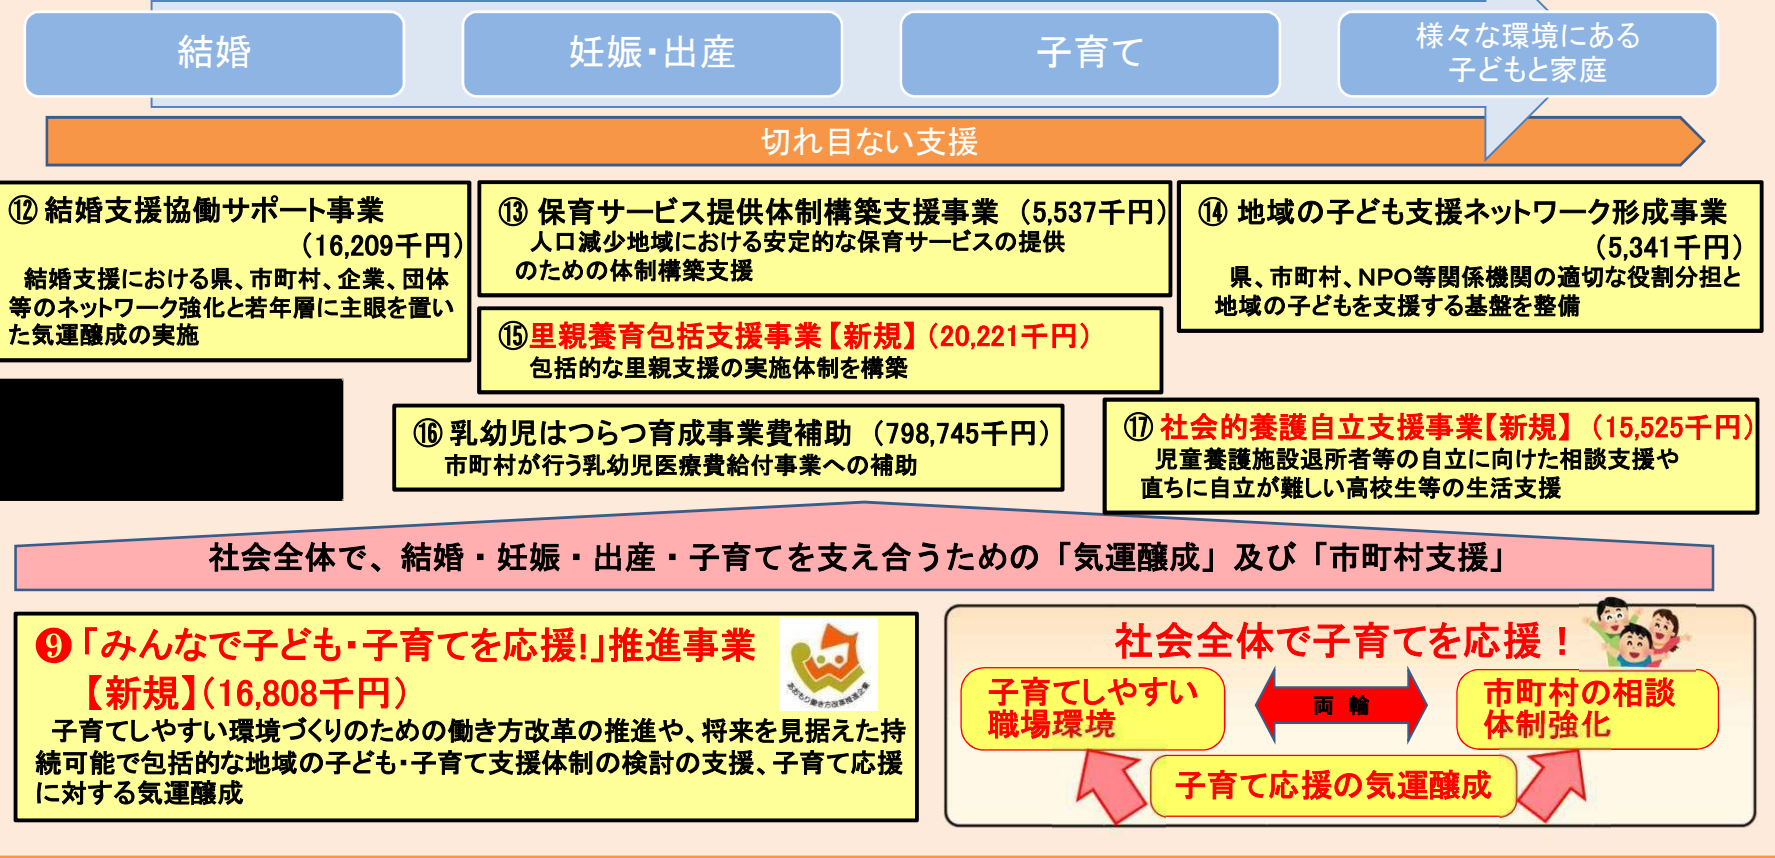 結婚
妊娠・出産
子育て
様々な環境にある
子どもと家庭
切れ目ない支援
⑫ 結婚支援協働サポート事業
（16,209千円）
結婚支援における県、市町村、企業、団体
等のネットワーク強化と若年層に主眼を置い
た気運醸成の実施
⑬ 保育サービス提供体制構築支援事業 （5,537千円）
人口減少地域における安定的な保育サービスの提供
のための体制構築支援
⑭ 地域の子ども支援ネットワーク形成事業
（5,341千円）
県、市町村、NPO等関係機関の適切な役割分担と
地域の子どもを支援する基盤を整備
⑮里親養育包括支援事業【新規】（20,221千円）
包括的な里親支援の実施体制を構築
⑯ 乳幼児はつらつ育成事業費補助 （798,745千円）
市町村が行う乳幼児医療費給付事業への補助
⑰ 社会的養護自立支援事業【新規】（15,525千円）
児童養護施設退所者等の自立に向けた相談支援や
直ちに自立が難しい高校生等の生活支援
社会全体で、結婚・妊娠・出産・子育てを支え合うための「気運醸成」及び「市町村支援」
❾「みんなで子ども・子育てを応援!」推進事業
【新規】（16,808千円）
子育てしやすい環境づくりのための働き方改革の推進や、将来を見据えた持
続可能で包括的な地域の子ども・子育て支援体制の検討の支援、子育て応援
に対する気運醸成
あおもり働き方改革推進企業
社会全体で子育てを応援！
子育てしやすい
職場環境
両 輪
市町村の相談
体制強化
子育て応援の気運醸成